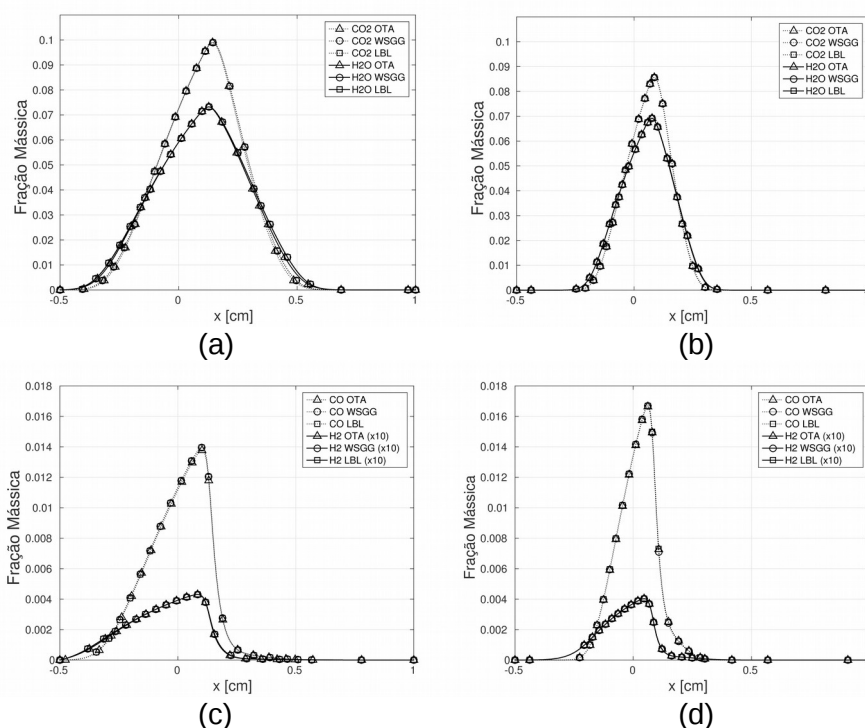 Fração Mássica
0.1
0.09
0.08
0.07
0.06
0.05
0.04
0.03
0.02
0.01
0
-0.5
0
0.5
1
x [cm]
CO2 OTA
CO2 WSGG
CO2 LBL
H2O OTA
H2O WSGG
H2O LBL
(a)
Fração Mássica
0.1
0.09
0.08
0.07
0.06
0.05
0.04
0.03
0.02
0.01
0
-0.5
0
0.5
1
x [cm]
CO2 OTA
CO2 WSGG
CO2 LBL
H2O OTA
H2O WSGG
H2O LBL
(b)
Fração Mássica
0.018
0.016
0.014
0.012
0.01
0.008
0.006
0.004
0.002
0
-0.5
0
0.5
1
x [cm]
CO OTA
CO WSGG
CO LBL
H2 OTA (x10)
H2 WSGG (x10)
H2 LBL (x10)
(c)
Fração Mássica
0.018
0.016
0.014
0.012
0.01
0.008
0.006
0.004
0.002
0
-0.5
0
0.5
1
x [cm]
CO OTA
CO WSGG
CO LBL
H2 OTA (x10)
H2 WSGG (x10)
H2 LBL (x10)
(d)